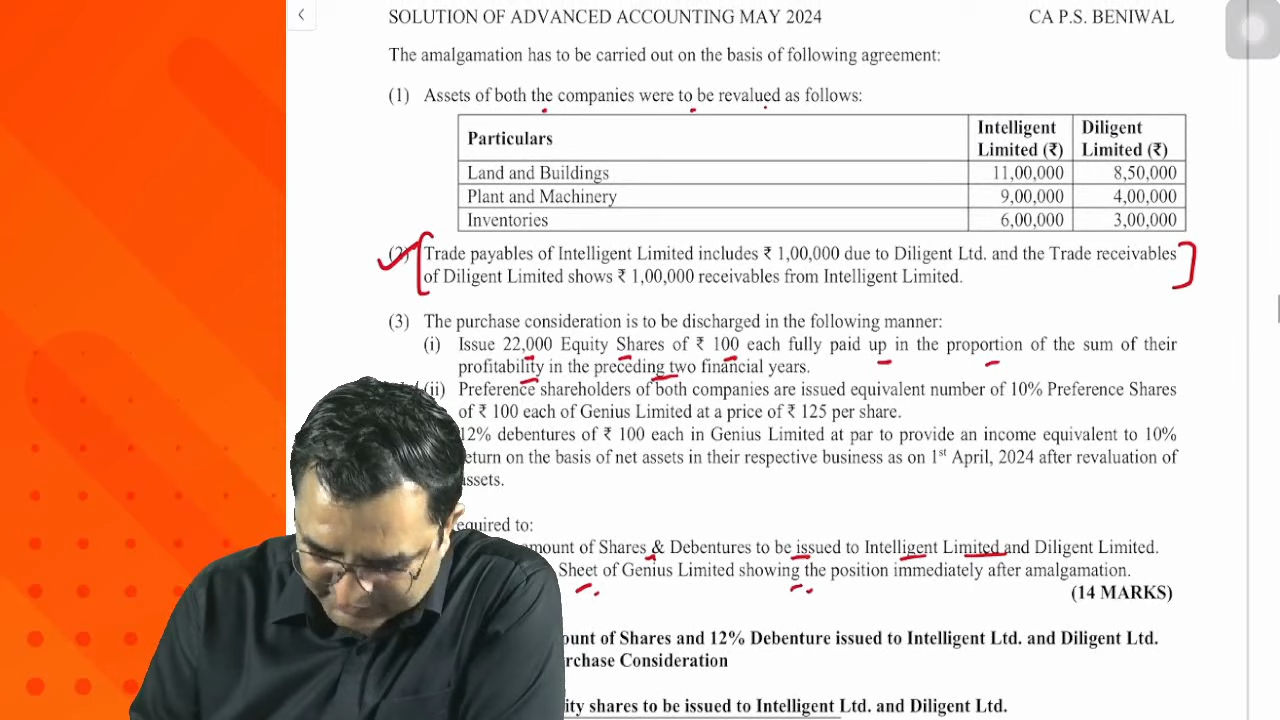 SOLUTION OF ADVANCED ACCOUNTING MAY 2024 CA P.S. BENIWAL
The amalgamation has to be carried out on the basis of following agreement:
(1) Assets of both the companies were to be revalued as follows:
Particulars Intelligent Limited (₹) Diligent Limited (₹)
Land and Buildings 11,00,000 8,50,000
Plant and Machinery 9,00,000 4,00,000
Inventories 6,00,000 3,00,000
(2) Trade payables of Intelligent Limited includes ₹ 1,00,000 due to Diligent Ltd. and the Trade receivables
of Diligent Limited shows ₹ 1,00,000 receivables from Intelligent Limited.
(3) The purchase consideration is to be discharged in the following manner:
(i) Issue 22,000 Equity Shares of ₹ 100 each fully paid up in the proportion of the sum of their
profitability in the preceding two financial years.
(ii) Preference shareholders of both companies are issued equivalent number of 10% Preference Shares
of ₹ 100 each of Genius Limited at a price of ₹ 125 per share.
12% debentures of ₹ 100 each in Genius Limited at par to provide an income equivalent to 10%
return on the basis of net assets in their respective business as on 1st April, 2024 after revaluation of
assets.
required to:
amount of Shares & Debentures to be issued to Intelligent Limited and Diligent Limited.
Sheet of Genius Limited showing the position immediately after amalgamation.
(14 MARKS)
ount of Shares and 12% Debenture issued to Intelligent Ltd. and Diligent Ltd.
rchase Consideration
ity shares to be issued to Intelligent Ltd. and Diligent Ltd.